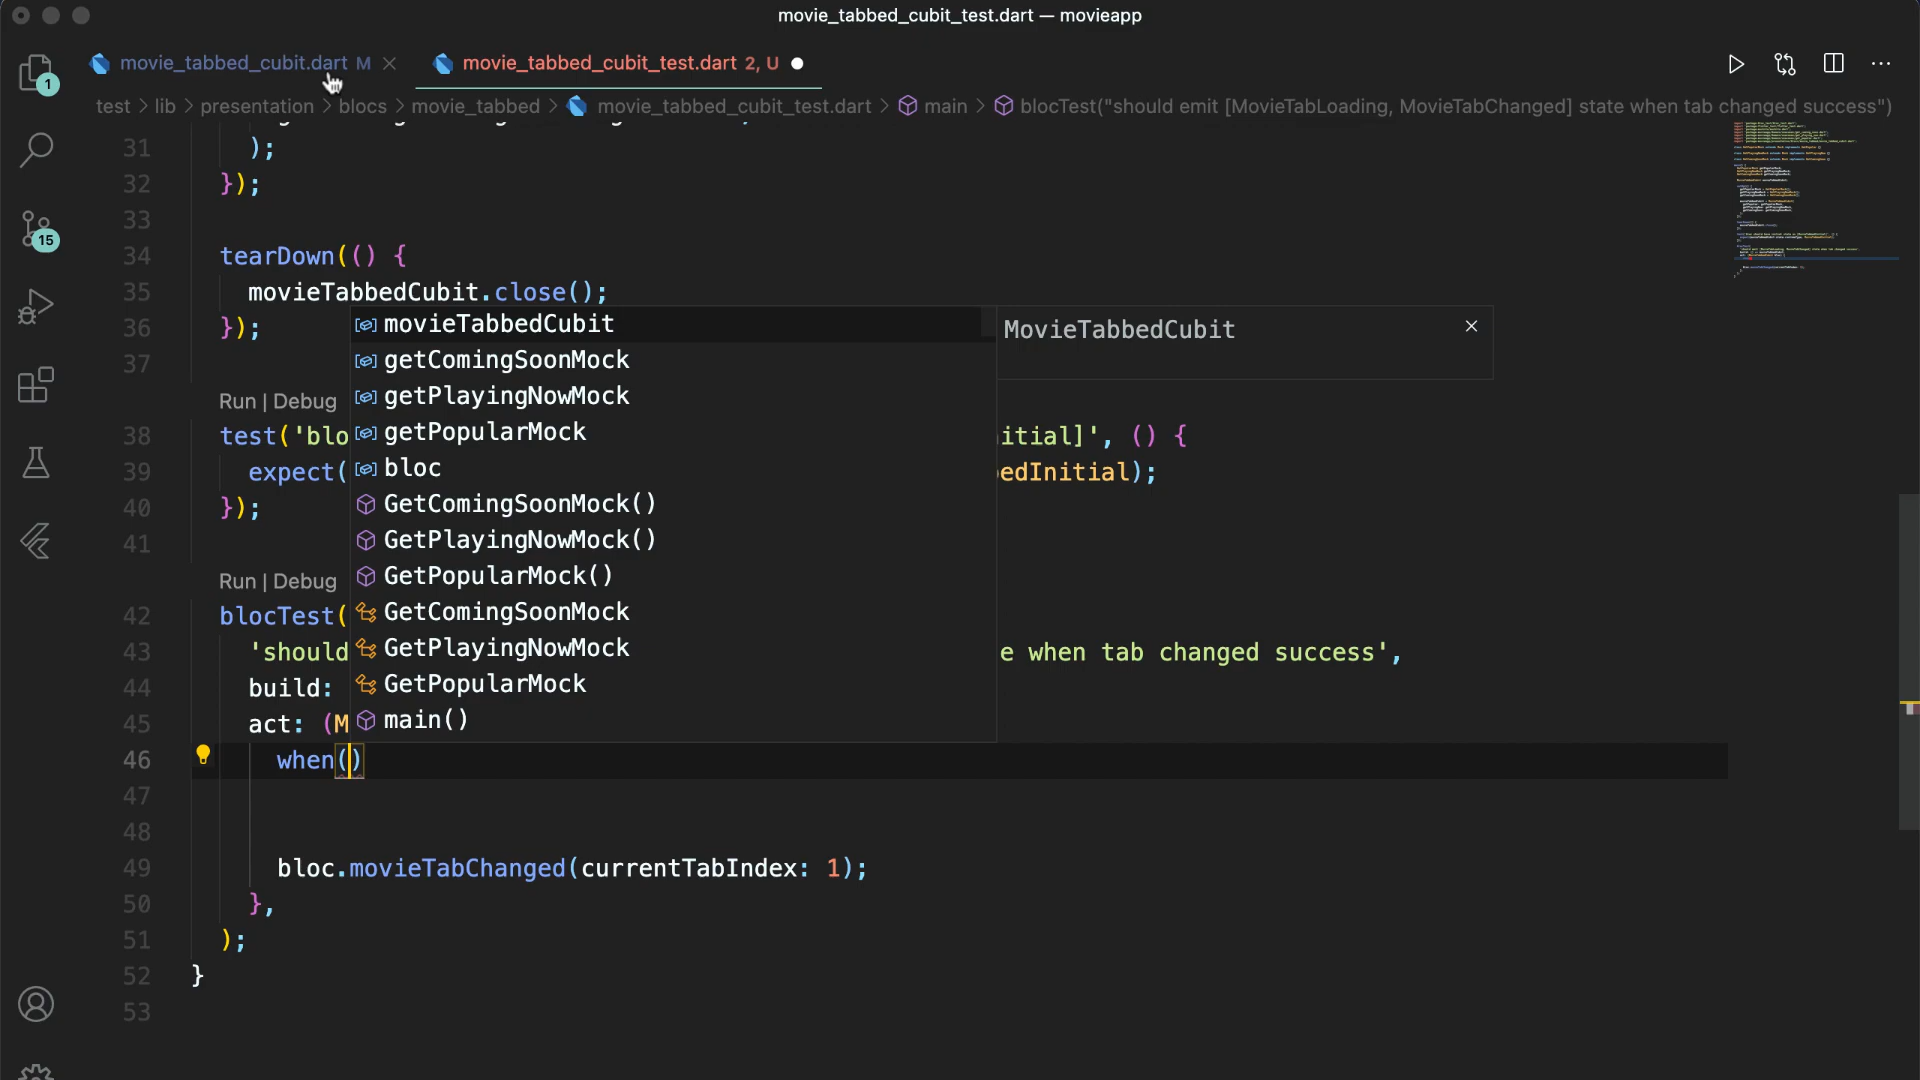 movie_tabbed_cubit_test.dart — movieapp
movie_tabbed_cubit.dart M
movie_tabbed_cubit_test.dart 2, U
1
test > lib > presentation > blocs > movie_tabbed > movie_tabbed_cubit_test.dart > main > blocTest("should emit [MovieTabLoading, MovieTabChanged] state when tab changed success")
31 );
32 });
33
15
34 tearDown(() {
35 movieTabbedCubit.close();
36 });
37
movieTabbedCubit
MovieTabbedCubit
getComingSoonMock
getPlayingNowMock
getPopularMock
bloc
GetComingSoonMock()
GetPlayingNowMock()
GetPopularMock()
GetComingSoonMock
GetPlayingNowMock
GetPopularMock
main()
Run | Debug
38 test('blo itial]', () {
39 expect( edInitial);
40 });
41
Run | Debug
42 blocTest(
43 'should e when tab changed success',
44 build:
45 act: (M
46 when()
47
48
49 bloc.movieTabChanged(currentTabIndex: 1);
50 },
51 );
52 }
53